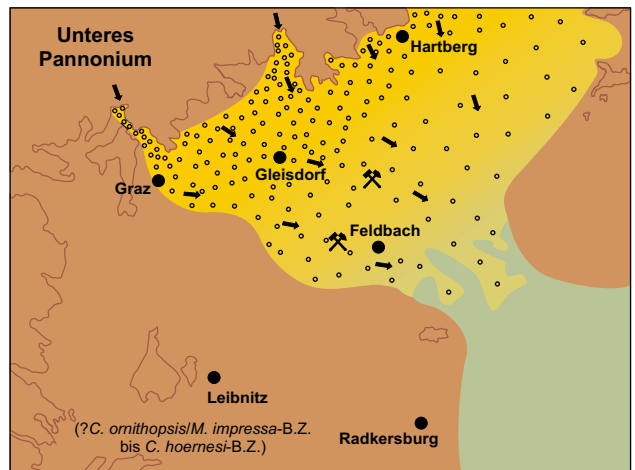 Unteres
Pannonium
Hartberg
Gleisdorf
Graz
Feldbach
Leibnitz
(?C. ornithopsis/M. impressa-B.Z.
bis C. hoernesi-B.Z.)
Radkersburg